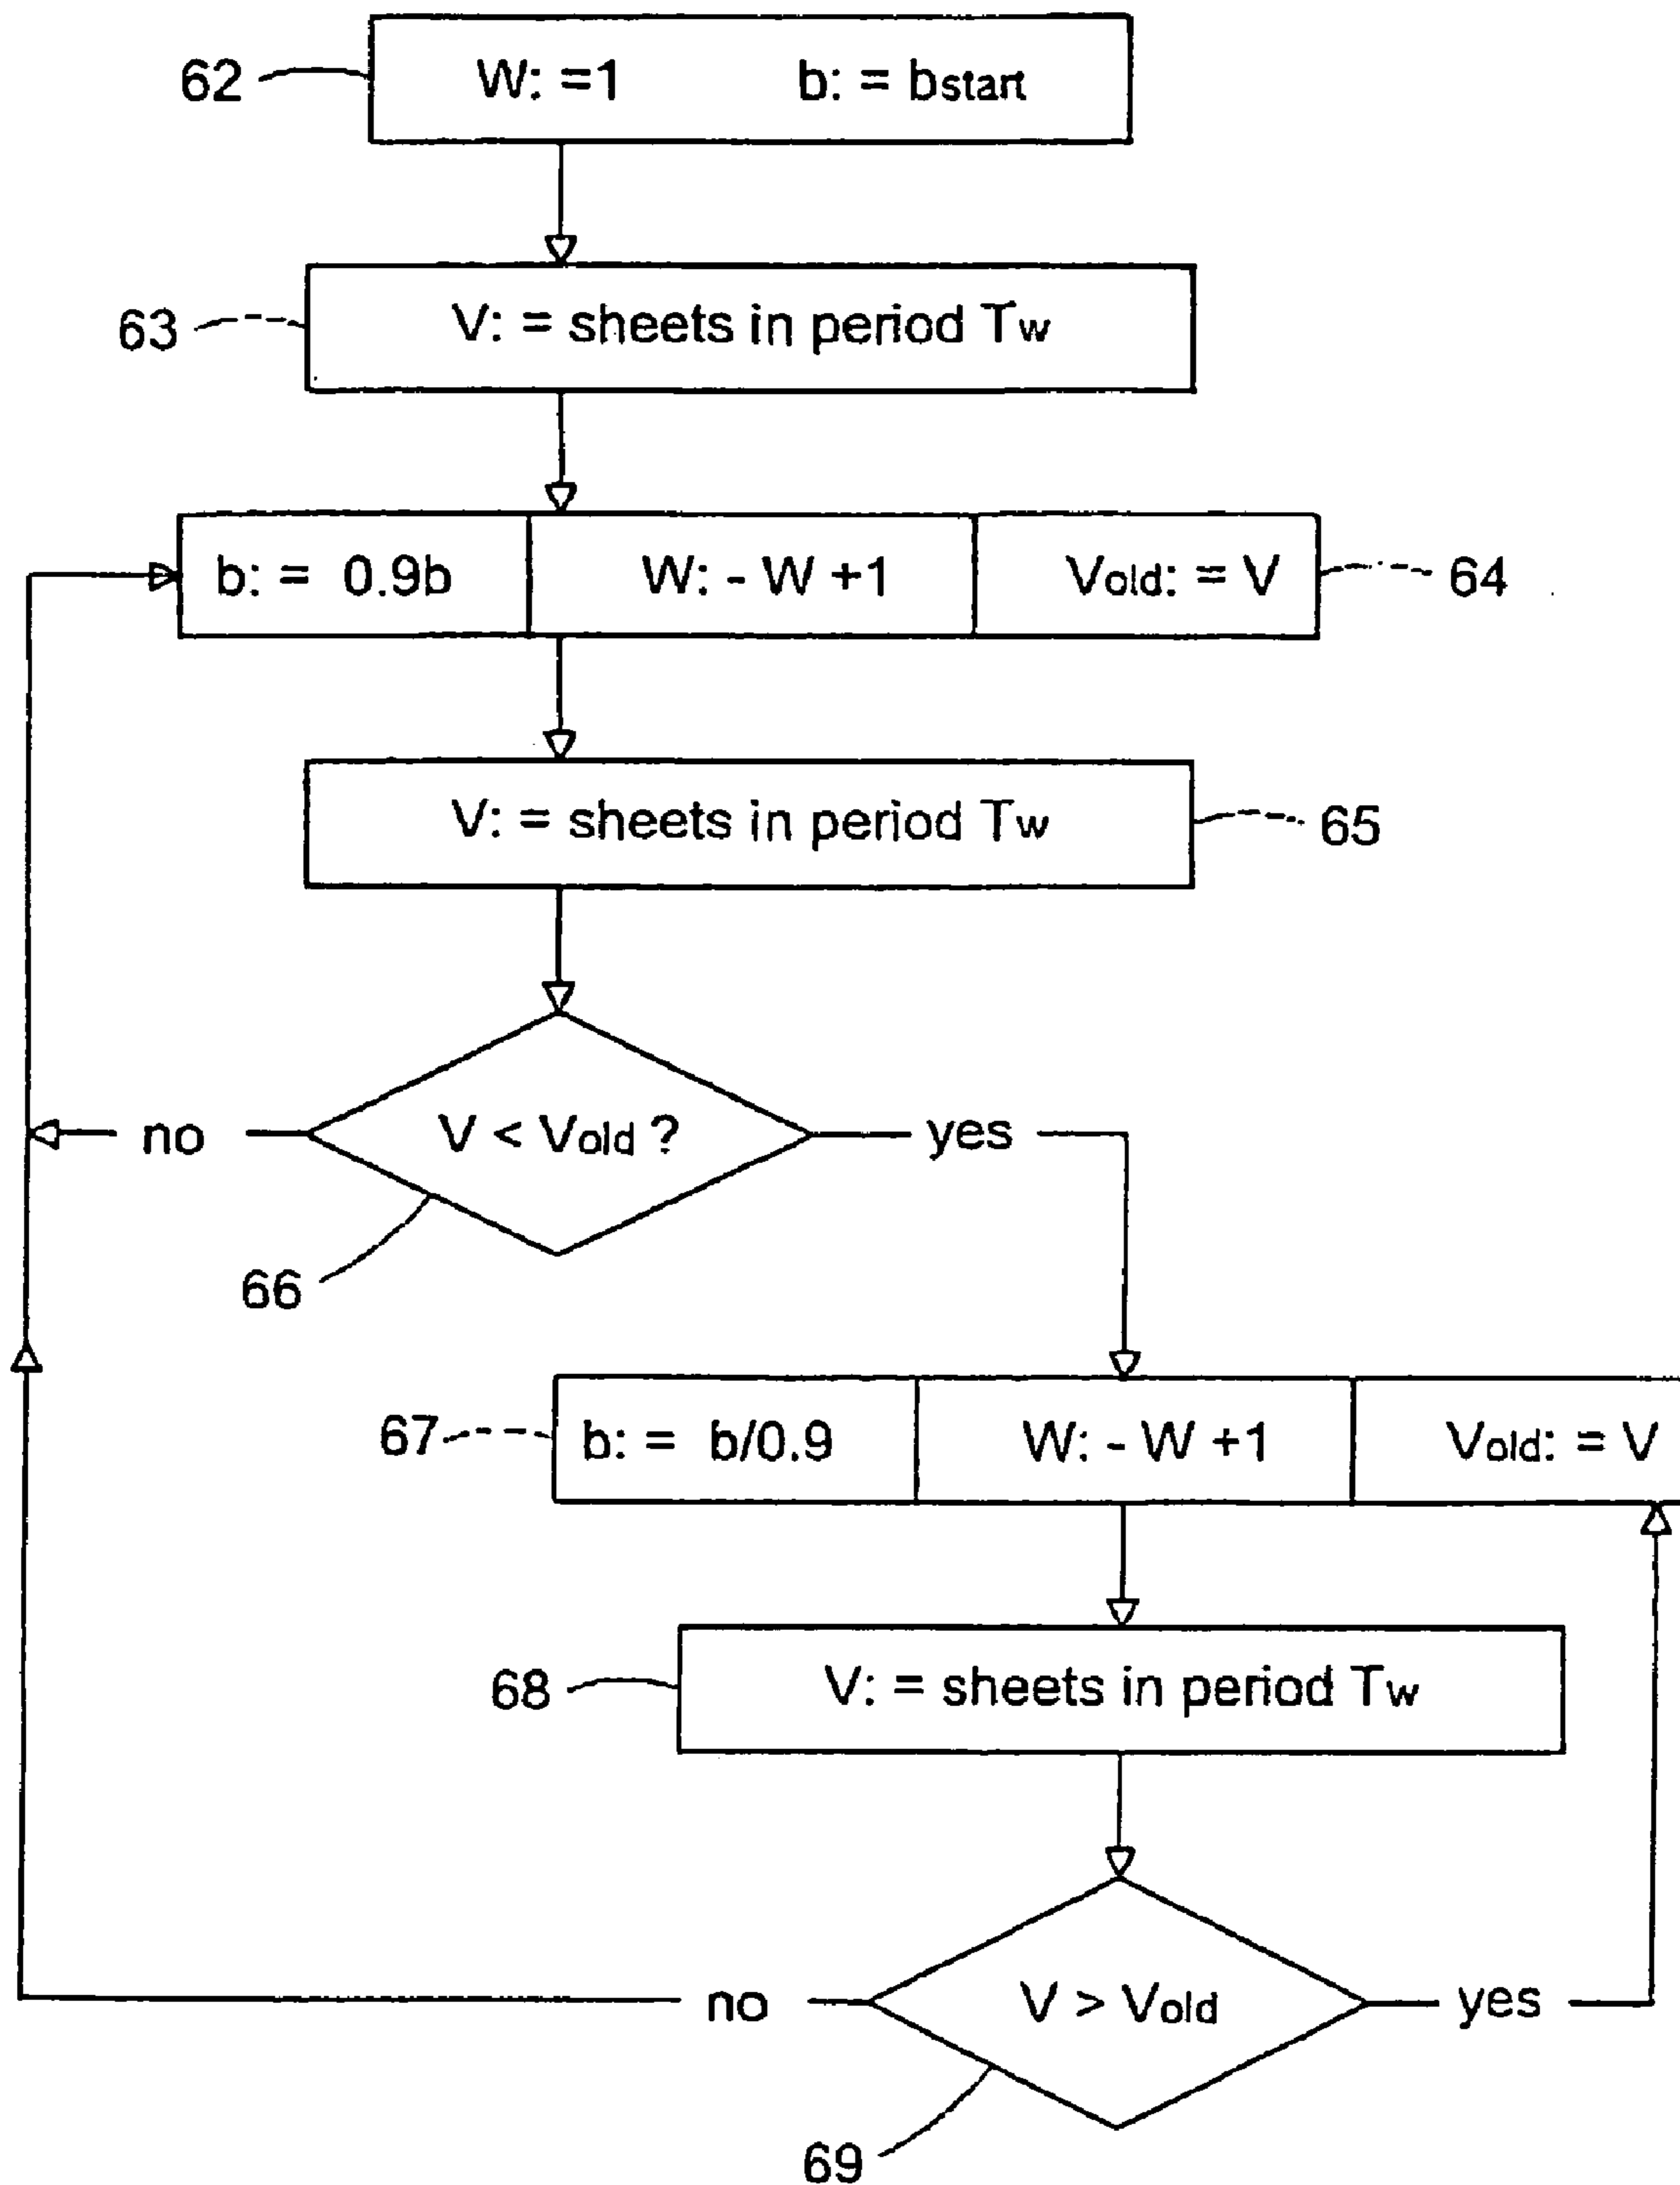 62
W: =1 b: = bstart
63
V: = sheets in period Tw
b: = 0.9b W: - W +1 Vold: = V
64
V: = sheets in period Tw
65
no
V < Vold ?
yes
66
67
b: = b/0.9 W: - W +1 Vold: = V
68
V: = sheets in period Tw
no
V > Vold
yes
69